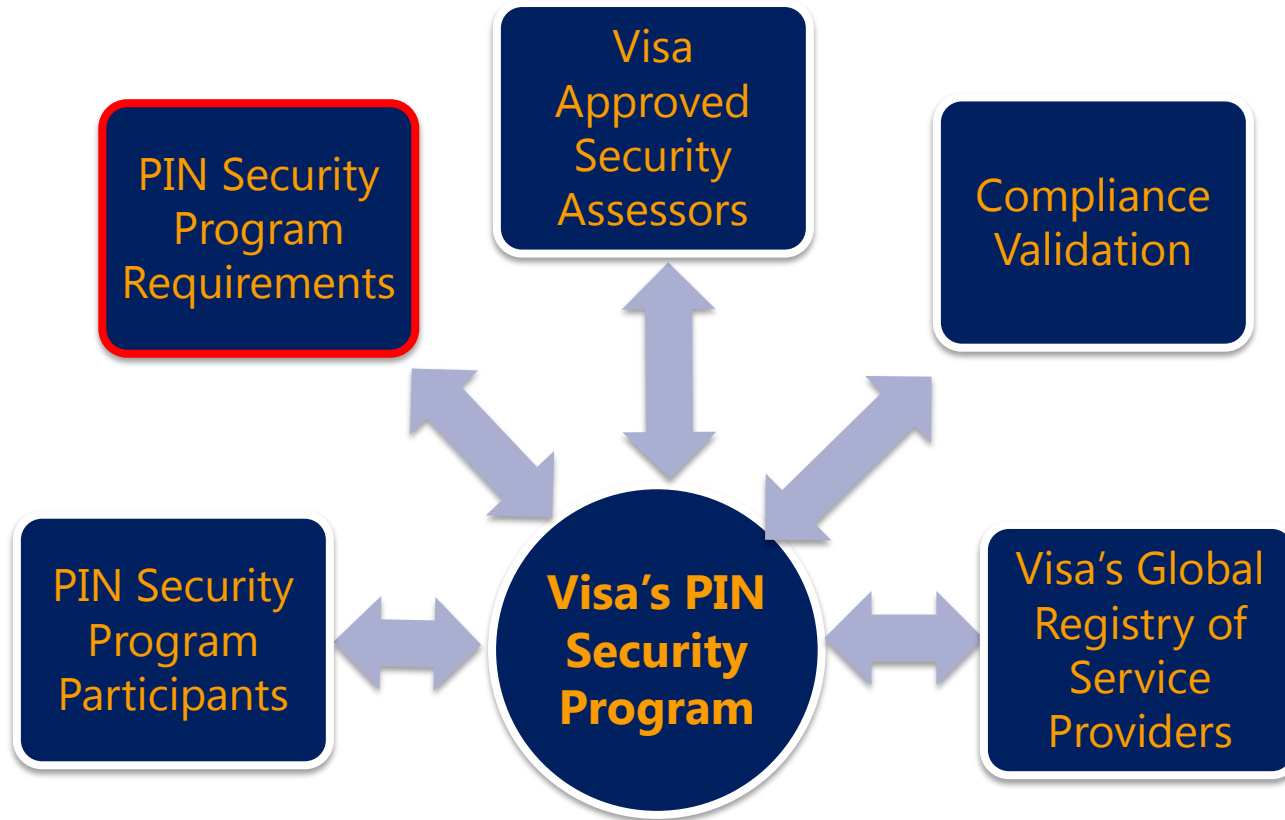 Visa
Approved
Security
Assessors
PIN Security
Program
Requirements
Compliance
Validation
PIN Security
Program
Participants
Visa’s PIN
Security
Program
Visa’s Global
Registry of
Service
Providers